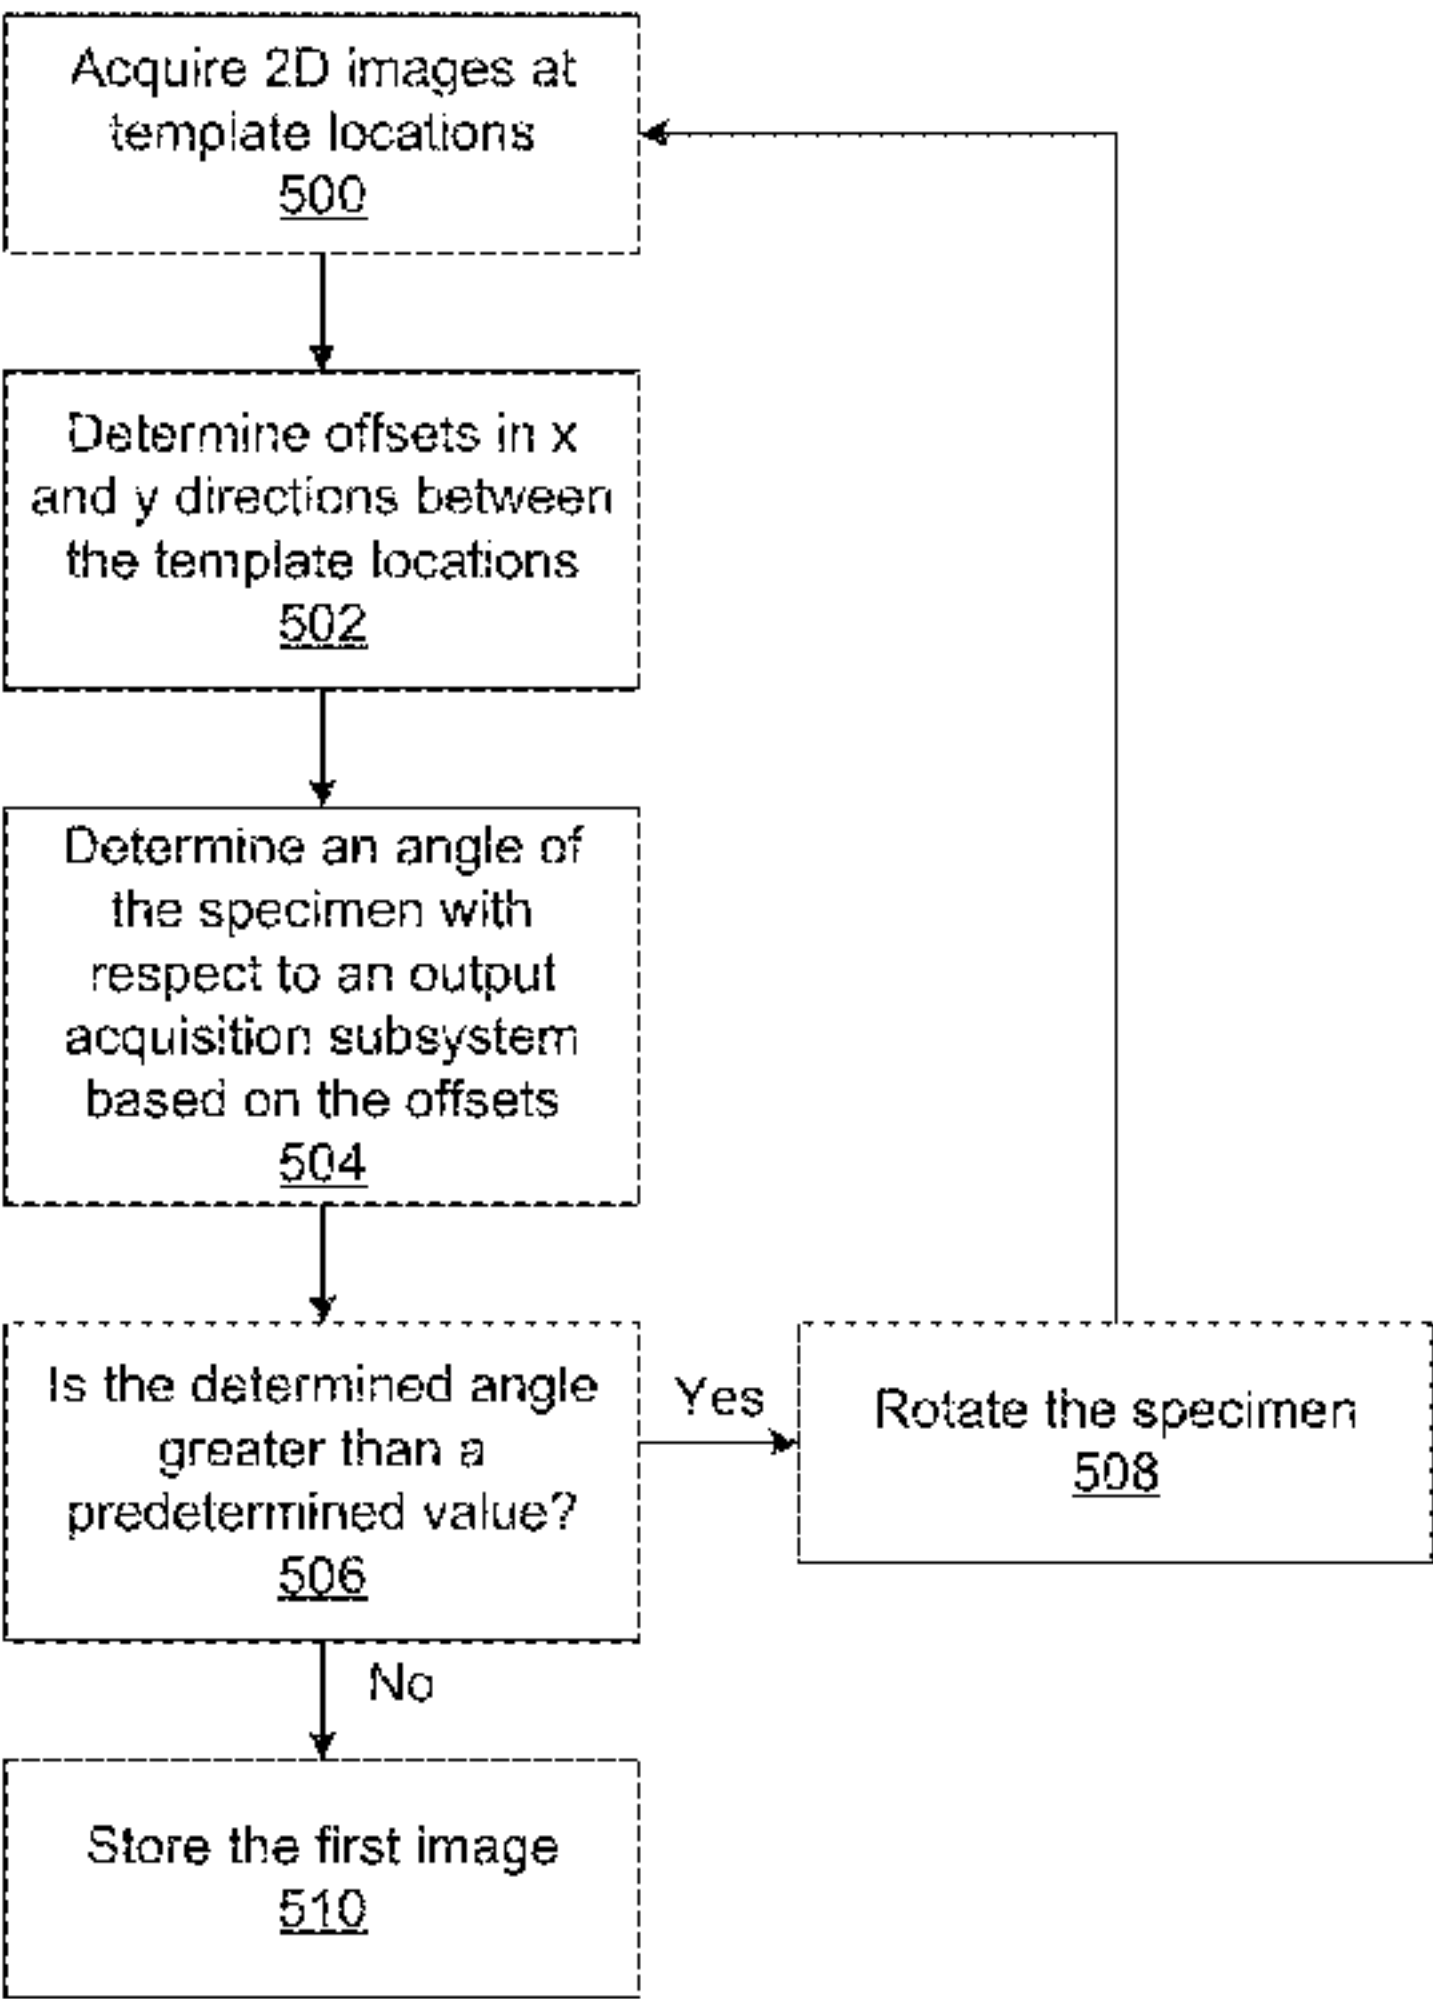 Acquire 2D images at
template locations
500
Determine offsets in x
and y directions between
the template locations
502
Determine an angle of
the specimen with
respect to an output
acquisition subsystem
based on the offsets
504
Is the determined angle
greater than a
predetermined value?
506
Yes
Rotate the specimen
508
No
Store the first image
510